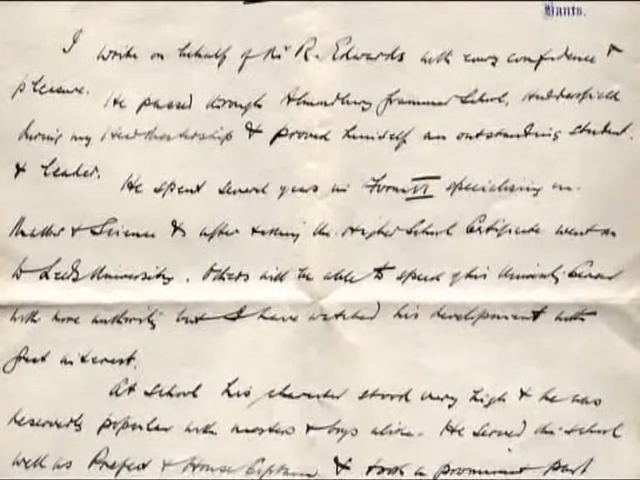 Hants.
I write on behalf of Mr R. Edwards with every confidence &
pleasure. He passed through Almondbury Grammar School, Huddersfield
during my Headmastership & proved himself an outstanding student.
& leader. He spent several years in Form VI specialising in
Maths & Science & after taking the Higher School Certificate went on
to Leeds University. Others will be able to speak of his University Career
with more authority but I have watched his development with
great interest.
At school his character stood very high & he was
deservedly popular with masters & boys alike. He served the school
well as Prefect & House Captain & took a prominent part